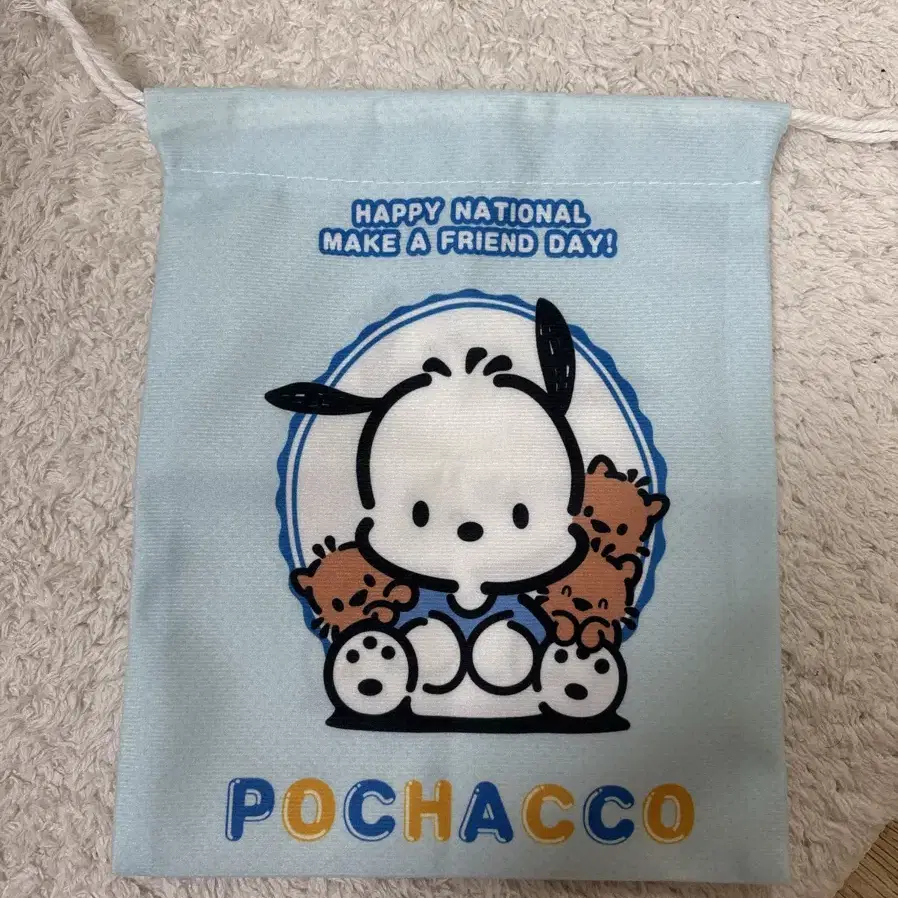 HAPPY NATIONAL
MAKE A FRIEND DAY!
POCHACCO